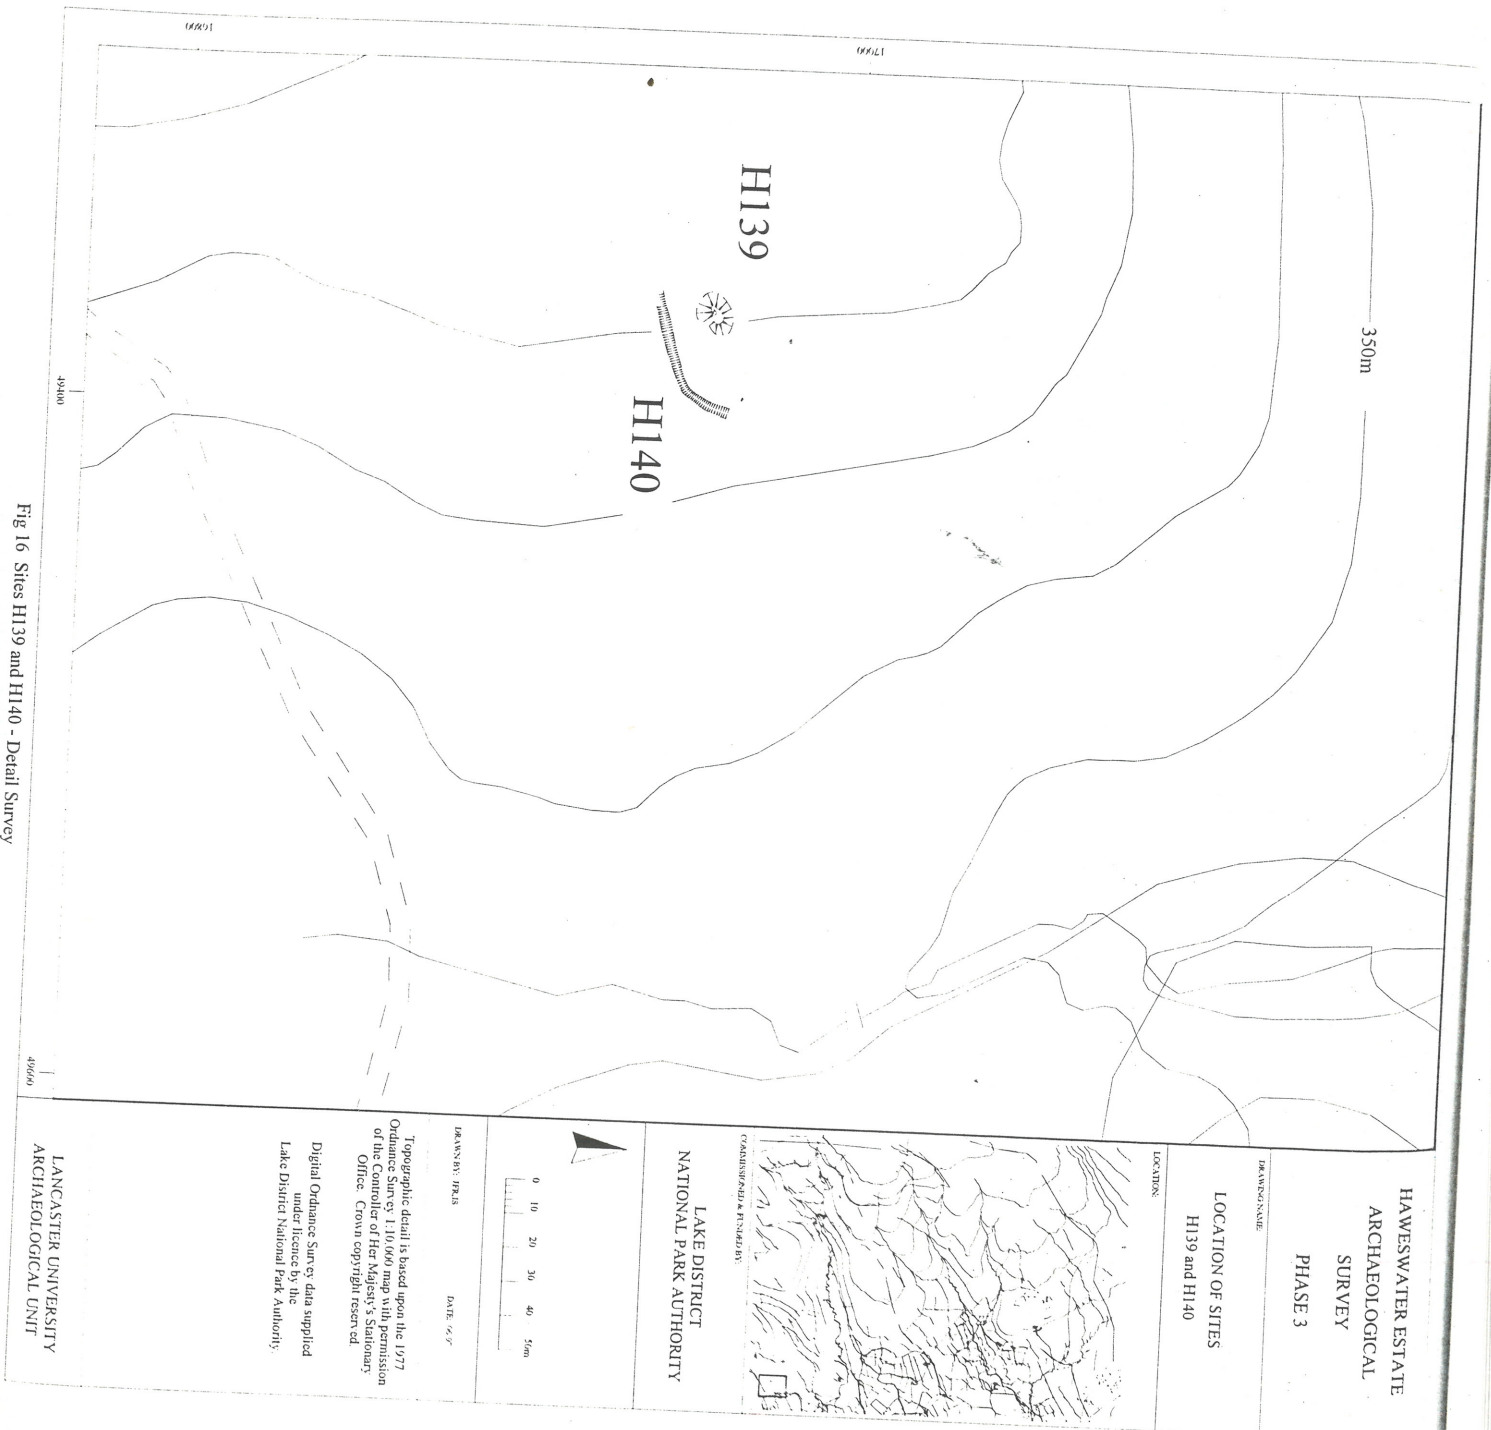 350m
H139
H140
17000
16800
49400
49600
HAWESWATER ESTATE
ARCHAEOLOGICAL
SURVEY
PHASE 3
DRAWING NAME:
LOCATION OF SITES
H139 and H140
LOCATION:
COMMISSIONED & FUNDED BY:
LAKE DISTRICT
NATIONAL PARK AUTHORITY
0 10 20 30 40 50m
DRAWN BY: DATE:
Topographic detail is based upon the 1977
Ordnance Survey 1:10,000 map with permission
of the Controller of Her Majesty's Stationary
Office. Crown copyright reserved.
Digital Ordnance Survey data supplied
under licence by the
Lake District National Park Authority.
LANCASTER UNIVERSITY
ARCHAEOLOGICAL UNIT
Fig 16 Sites H139 and H140 - Detail Survey